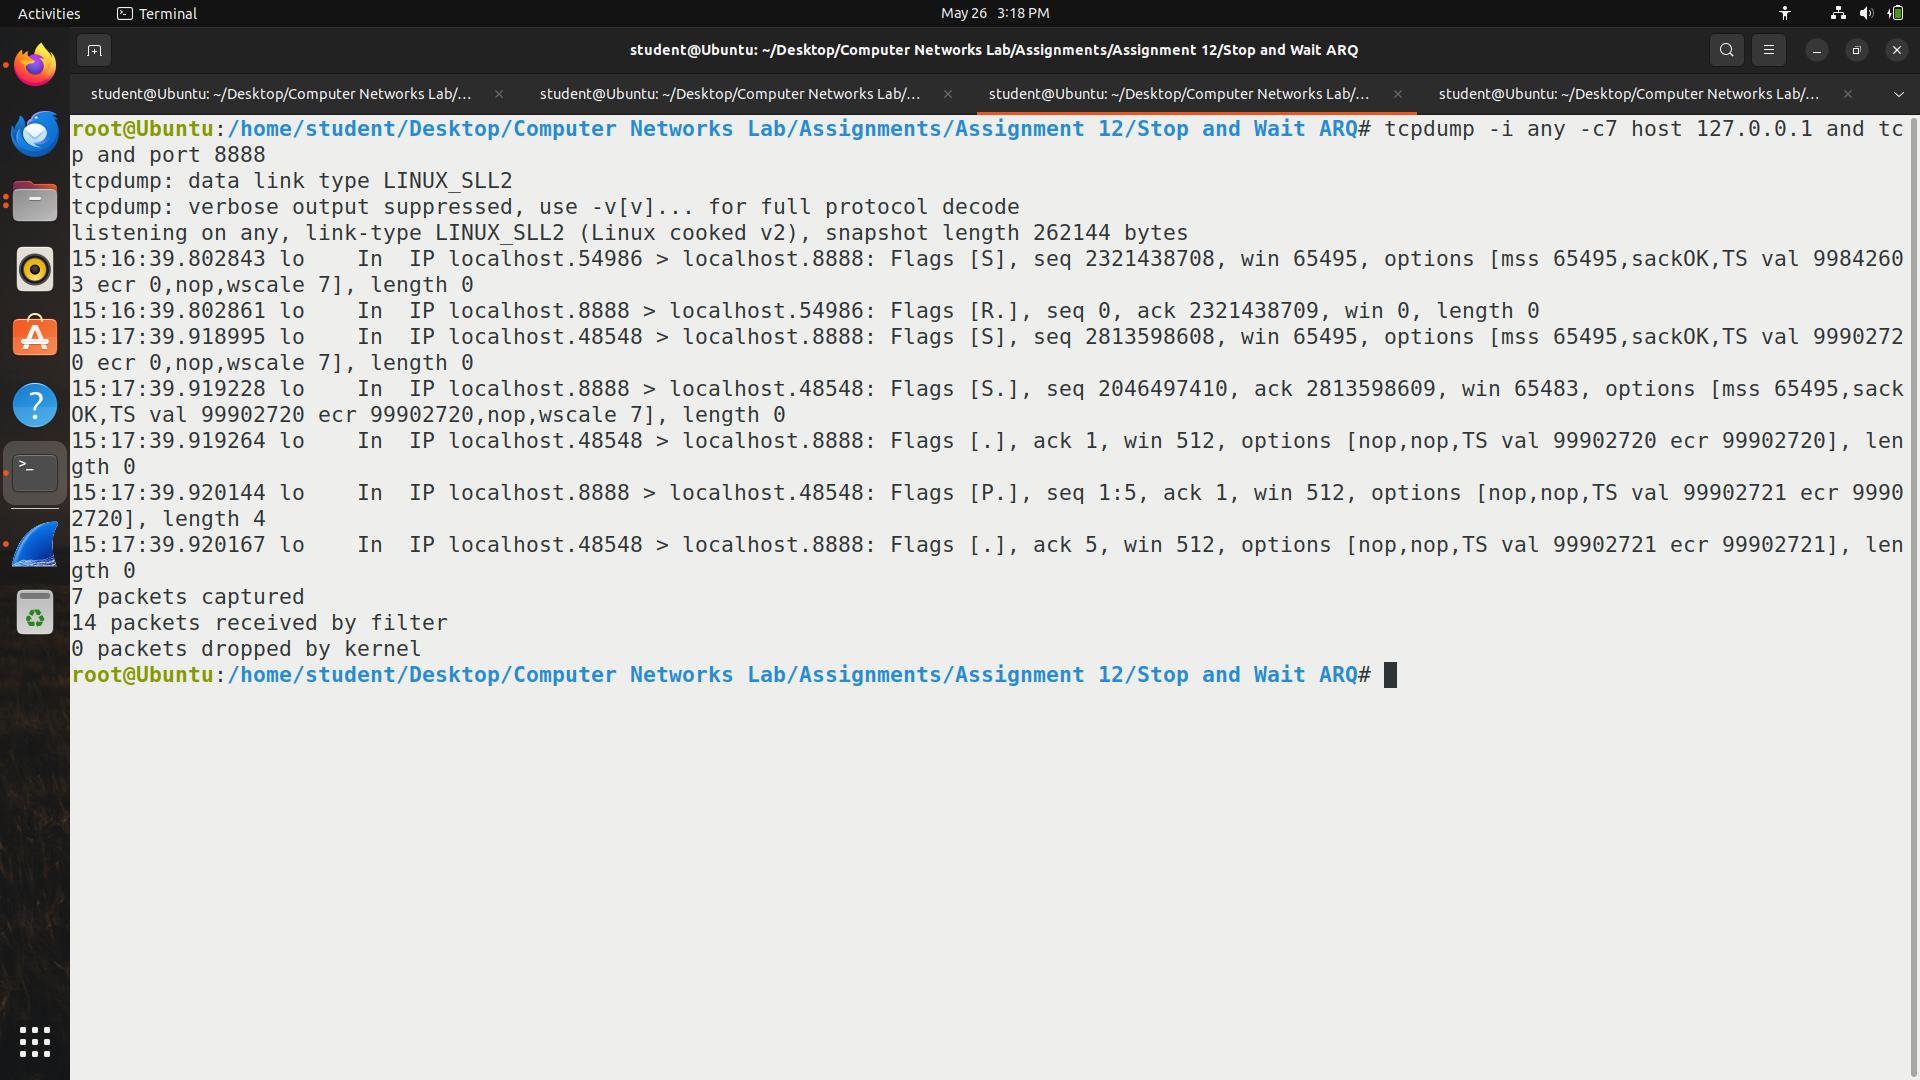 Activities
Terminal
May 26 3:18 PM
student@Ubuntu: ~/Desktop/Computer Networks Lab/Assignments/Assignment 12/Stop and Wait ARQ
student@Ubuntu: ~/Desktop/Computer Networks Lab/...
student@Ubuntu: ~/Desktop/Computer Networks Lab/...
student@Ubuntu: ~/Desktop/Computer Networks Lab/...
student@Ubuntu: ~/Desktop/Computer Networks Lab/...
root@Ubuntu:/home/student/Desktop/Computer Networks Lab/Assignments/Assignment 12/Stop and Wait ARQ# tcpdump -i any -c7 host 127.0.0.1 and tc
p and port 8888
tcpdump: data link type LINUX_SLL2
tcpdump: verbose output suppressed, use -v[v]... for full protocol decode
listening on any, link-type LINUX_SLL2 (Linux cooked v2), snapshot length 262144 bytes
15:16:39.802843 lo    In  IP localhost.54986 > localhost.8888: Flags [S], seq 2321438708, win 65495, options [mss 65495,sackOK,TS val 9984260
3 ecr 0,nop,wscale 7], length 0
15:16:39.802861 lo    In  IP localhost.8888 > localhost.54986: Flags [R.], seq 0, ack 2321438709, win 0, length 0
15:17:39.918995 lo    In  IP localhost.48548 > localhost.8888: Flags [S], seq 2813598608, win 65495, options [mss 65495,sackOK,TS val 9990272
0 ecr 0,nop,wscale 7], length 0
15:17:39.919228 lo    In  IP localhost.8888 > localhost.48548: Flags [S.], seq 2046497410, ack 2813598609, win 65483, options [mss 65495,sack
OK,TS val 99902720 ecr 99902720,nop,wscale 7], length 0
15:17:39.919264 lo    In  IP localhost.48548 > localhost.8888: Flags [.], ack 1, win 512, options [nop,nop,TS val 99902720 ecr 99902720], len
gth 0
15:17:39.920144 lo    In  IP localhost.8888 > localhost.48548: Flags [P.], seq 1:5, ack 1, win 512, options [nop,nop,TS val 99902721 ecr 9990
2720], length 4
15:17:39.920167 lo    In  IP localhost.48548 > localhost.8888: Flags [.], ack 5, win 512, options [nop,nop,TS val 99902721 ecr 99902721], len
gth 0
7 packets captured
14 packets received by filter
0 packets dropped by kernel
root@Ubuntu:/home/student/Desktop/Computer Networks Lab/Assignments/Assignment 12/Stop and Wait ARQ#